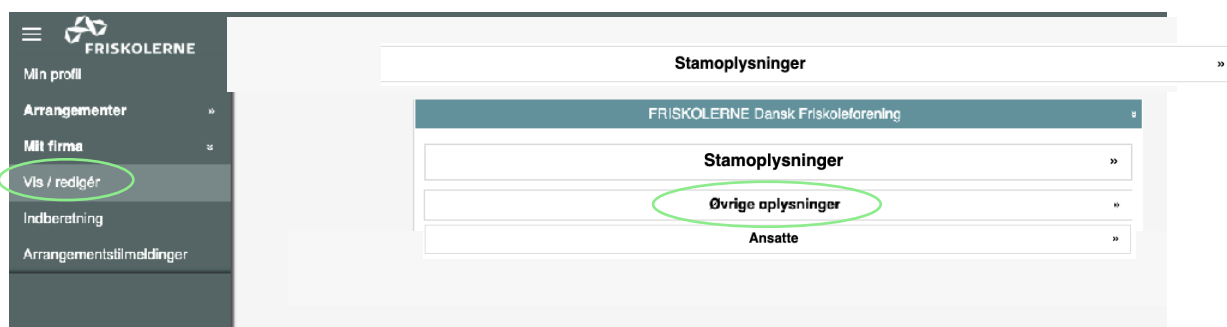 FRISKOLERNE
Min profil
Arrangementer »
Mit firma »
Vis / redigér
Indberetning
Arrangementstilmeldinger
Stamoplysninger »
FRISKOLERNE Dansk Friskoleforening »
Stamoplysninger »
Øvrige oplysninger »
Ansatte »